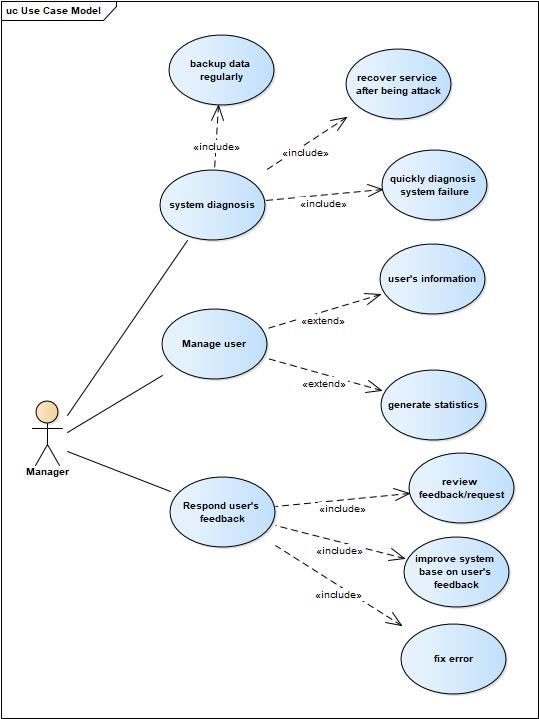 uc Use Case Model
backup data
regularly
recover service
after being attack
«include»
«include»
quickly diagnosis
system failure
system diagnosis
«include»
user's information
«extend»
Manage user
«extend»
generate statistics
Manager
review
feedback/request
Respond user's
feedback
«include»
«include»
improve system
base on user's
feedback
«include»
fix error